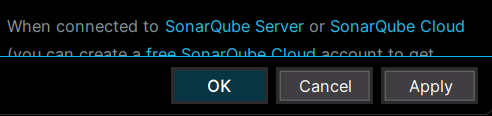 When connected to SonarQube Server or SonarQube Cloud
(you can create a free SonarQube Cloud account to get
OK Cancel Apply